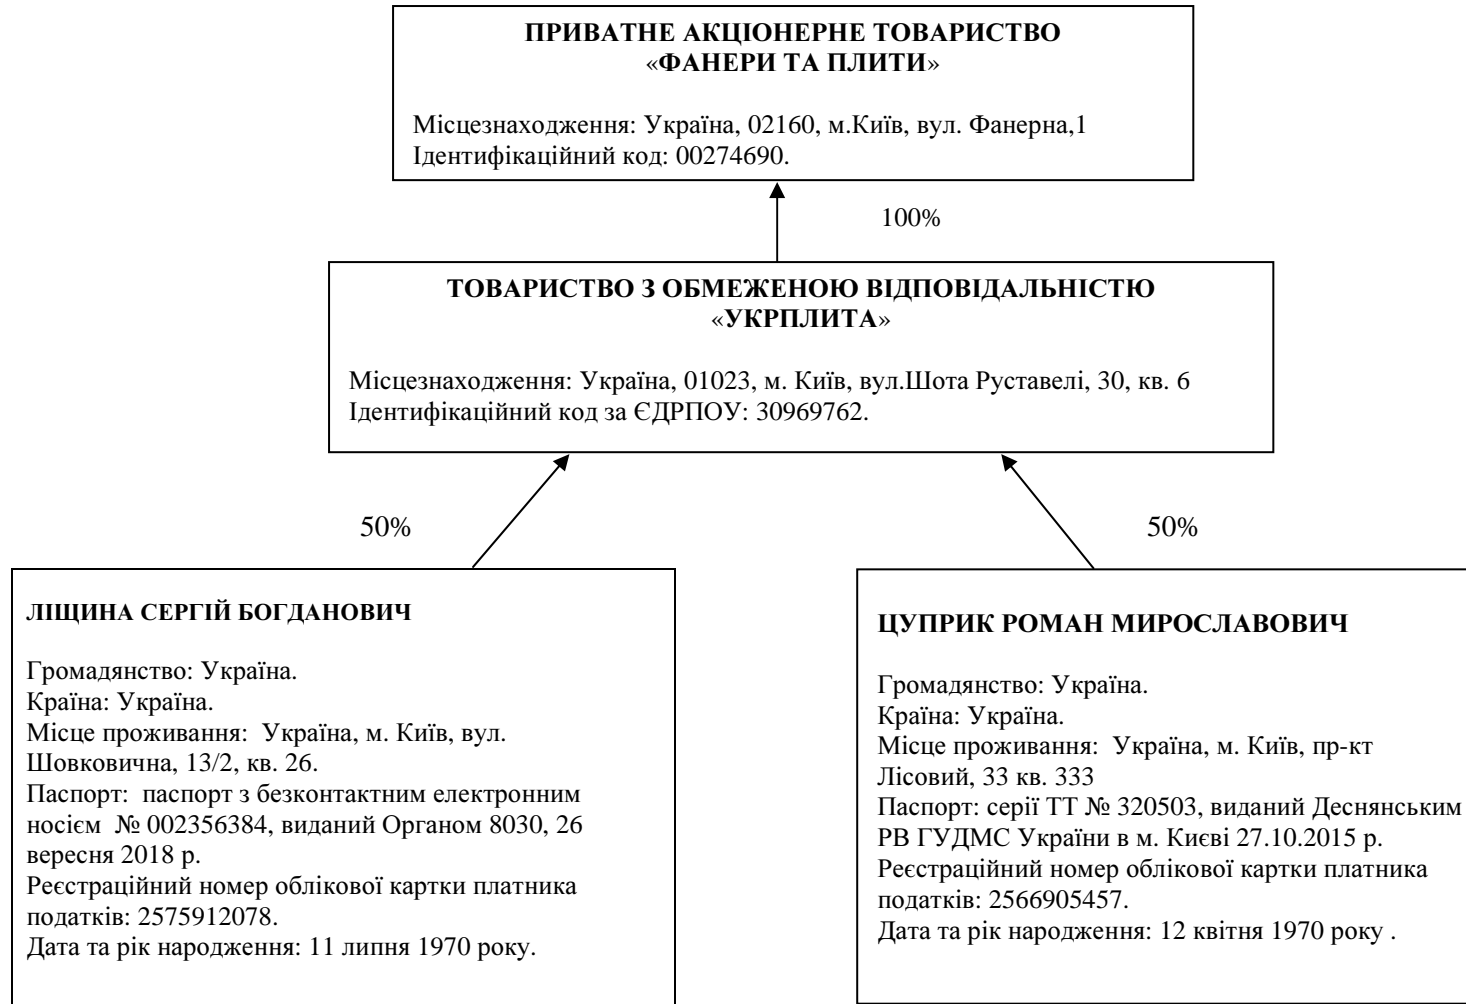 ПРИВАТНЕ АКЦІОНЕРНЕ ТОВАРИСТВО
«ФАНЕРИ ТА ПЛИТИ»
Місцезнаходження: Україна, 02160, м.Київ, вул. Фанерна,1
Ідентифікаційний код: 00274690.
100%
ТОВАРИСТВО З ОБМЕЖЕНОЮ ВІДПОВІДАЛЬНІСТЮ
«УКРПЛИТА»
Місцезнаходження: Україна, 01023, м. Київ, вул.Шота Руставелі, 30, кв. 6
Ідентифікаційний код за ЄДРПОУ: 30969762.
50%
50%
ЛІЩИНА СЕРГІЙ БОГДАНОВИЧ
Громадянство: Україна.
Країна: Україна.
Місце проживання:  Україна, м. Київ, вул.
Шовковична, 13/2, кв. 26.
Паспорт:  паспорт з безконтактним електронним
носієм  № 002356384, виданий Органом 8030, 26
вересня 2018 р.
Реєстраційний номер облікової картки платника
податків: 2575912078.
Дата та рік народження: 11 липня 1970 року.
ЦУПРИК РОМАН МИРОСЛАВОВИЧ
Громадянство: Україна.
Країна: Україна.
Місце проживання:  Україна, м. Київ, пр-кт
Лісовий, 33 кв. 333
Паспорт: серії ТТ № 320503, виданий Деснянським
РВ ГУДМС України в м. Києві 27.10.2015 р.
Реєстраційний номер облікової картки платника
податків: 2566905457.
Дата та рік народження: 12 квітня 1970 року .